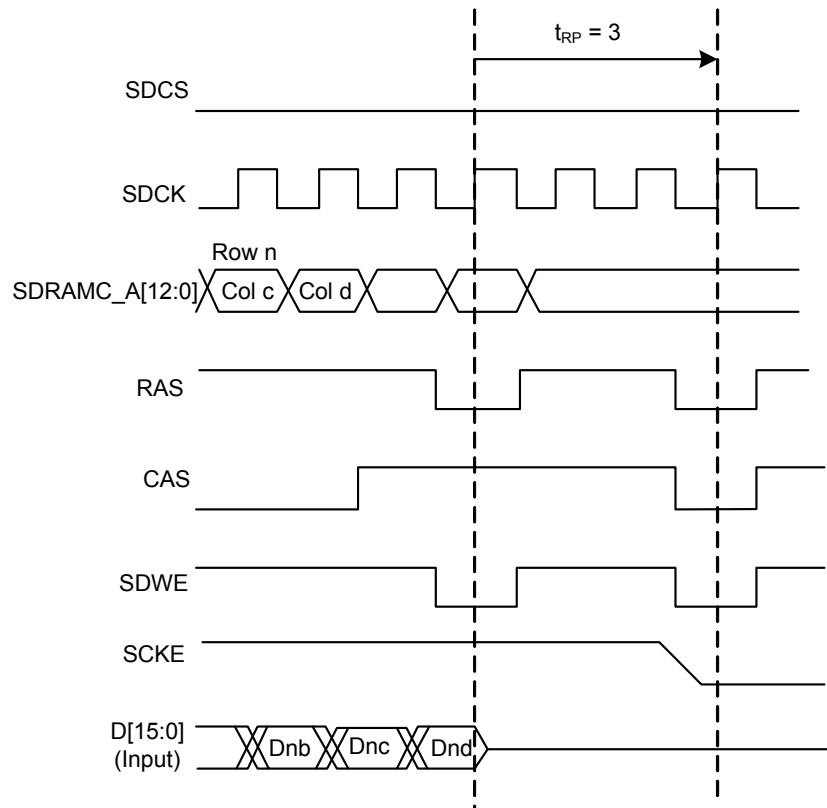 tRP = 3
SDCS
SDCK
Row n
SDRAMC_A[12:0]
Col c
Col d
RAS
CAS
SDWE
SCKE
D[15:0]
(Input)
Dnb
Dnc
Dnd